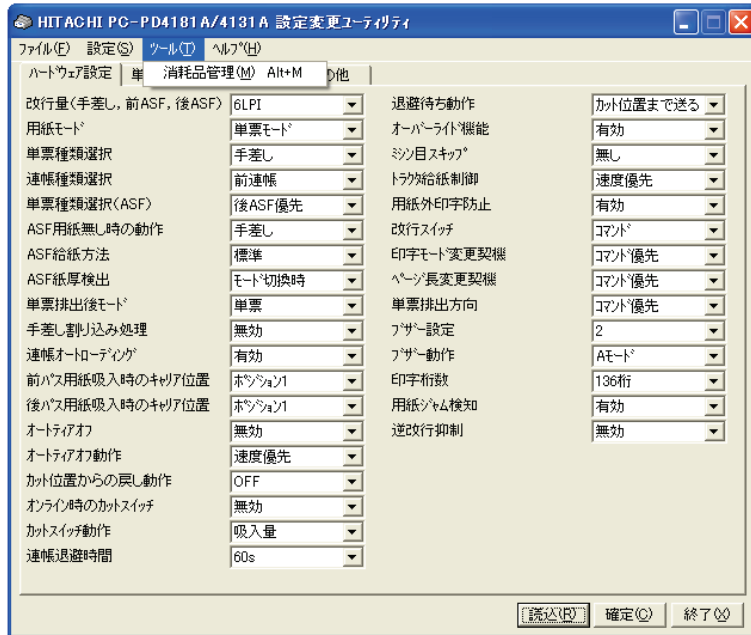 HITACHI PC-PD4181A/4131A 設定変更ﾕｰﾃｨﾘﾃｨ
ﾌｧｲﾙ(F) 設定(S) ﾂｰﾙ(T) ﾍﾙﾌﾟ(H)
消耗品管理(M) Alt+M
ﾊｰﾄﾞｳｪｱ設定 単 の他
改行量(手差し, 前ASF, 後ASF) 6LPI
用紙ﾓｰﾄﾞ 単票ﾓｰﾄﾞ
単票種類選択 手差し
連帳種類選択 前連帳
単票種類選択(ASF) 後ASF優先
ASF用紙無し時の動作 手差し
ASF給紙方法 標準
ASF紙厚検出 ﾓｰﾄﾞ切換時
単票排出後ﾓｰﾄﾞ 単票
手差し割り込み処理 無効
連帳ｵｰﾄﾛｰﾃﾞｨﾝｸﾞ 有効
前ﾊﾟｽ用紙吸入時のｷｬﾘｱ位置 ﾎﾟｼﾞｼｮﾝ1
後ﾊﾟｽ用紙吸入時のｷｬﾘｱ位置 ﾎﾟｼﾞｼｮﾝ1
ｵｰﾄﾃｨｱｵﾌ 無効
ｵｰﾄﾃｨｱｵﾌ動作 速度優先
ｶｯﾄ位置からの戻し動作 OFF
ｵﾝﾗｲﾝ時のｶｯﾄｽｲｯﾁ 無効
ｶｯﾄｽｲｯﾁ動作 吸入量
連帳退避時間 60s
退避待ち動作 ｶｯﾄ位置まで送る
ｵｰﾊﾞｰﾗｲﾄﾞ機能 有効
ﾐｼﾝ目ｽｷｯﾌﾟ 無し
ﾄﾗｸﾀ給紙制御 速度優先
用紙外印字防止 有効
改行ｽｲｯﾁ ｺﾏﾝﾄﾞ
印字ﾓｰﾄﾞ変更契機 ｺﾏﾝﾄﾞ優先
ﾍﾟｰｼﾞ長変更契機 ｺﾏﾝﾄﾞ優先
単票排出方向 ｺﾏﾝﾄﾞ優先
ﾌﾞｻﾞｰ設定 2
ﾌﾞｻﾞｰ動作 Aﾓｰﾄﾞ
印字桁数 136桁
用紙ｼﾞｬﾑ検知 有効
逆改行抑制 無効
読込(R) 確定(C) 終了(X)